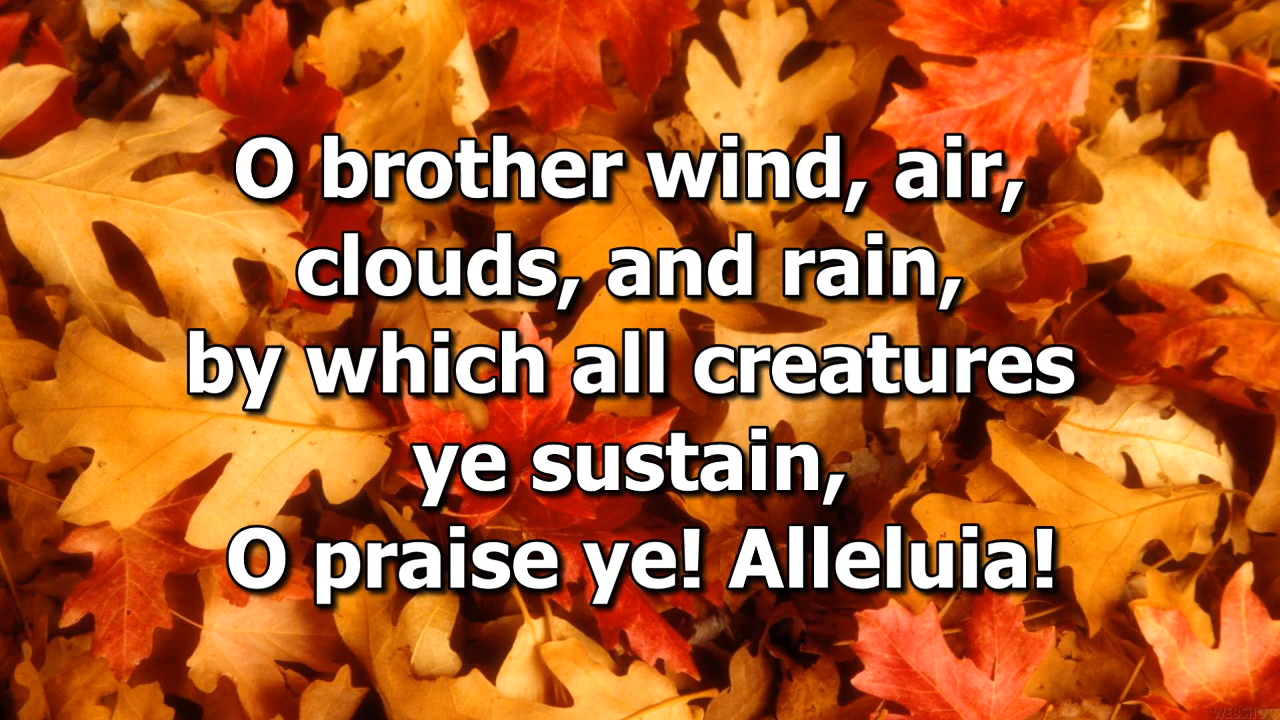 O brother wind, air,
clouds, and rain,
by which all creatures
ye sustain,
O praise ye! Alleluia!